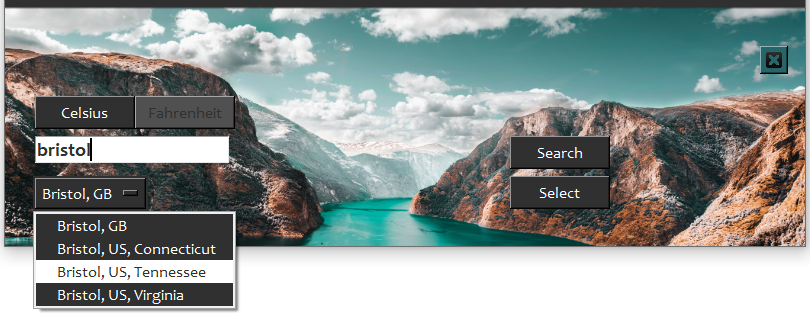 Celsius Fahrenheit
bristol
Search
Bristol, GB
Select
Bristol, GB
Bristol, US, Connecticut
Bristol, US, Tennessee
Bristol, US, Virginia